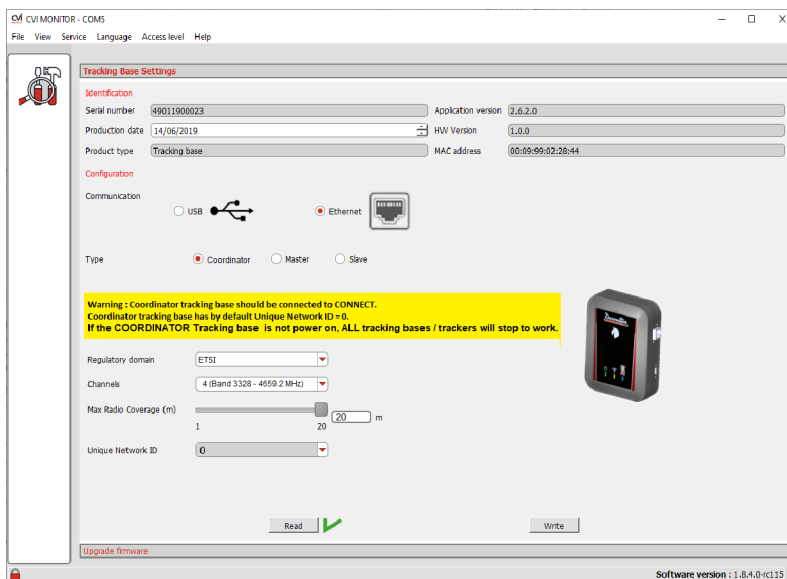 CVI CVI MONITOR - COM5
File View Service Language Access level Help
Tracking Base Settings
Identification
Serial number 49011900023 Application version 2.6.2.0
Production date 14/06/2019 HW Version 1.0.0
Product type Tracking base MAC address 00:09:99:02:28:44
Configuration
Communication USB Ethernet
Type Coordinator Master Slave
Warning : Coordinator tracking base should be connected to CONNECT.
Coordinator tracking base has by default Unique Network ID = 0.
If the COORDINATOR Tracking base is not power on, ALL tracking bases / trackers will stop to work.
Regulatory domain ETSI
Channels 4 (Band 3328 - 4659.2 MHz)
Max Radio Coverage (m) 20 m
1 20
Unique Network ID 0
Read Write
Upgrade firmware
Software version : 1.8.4.0-rc115